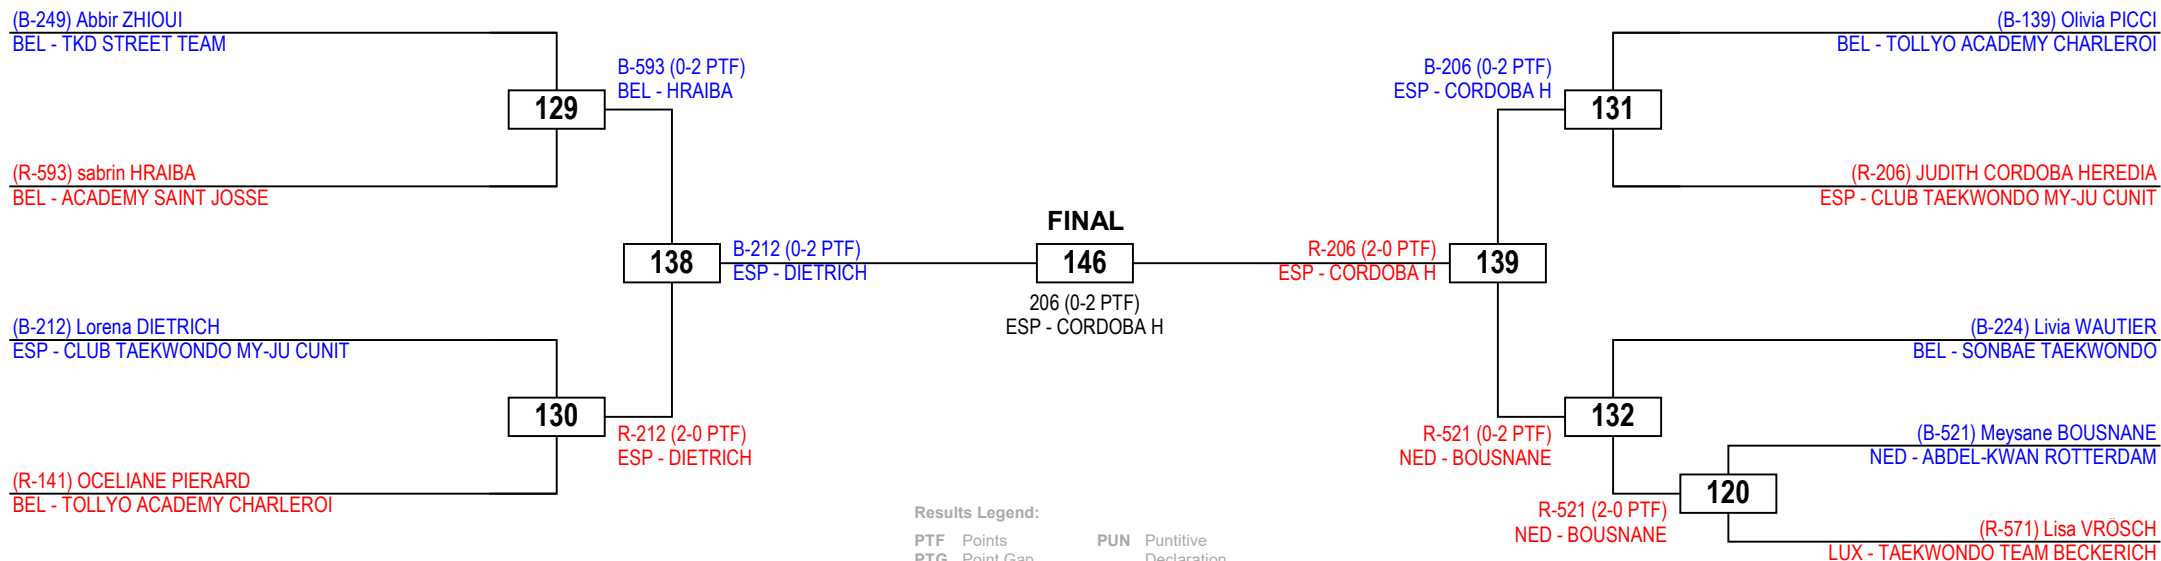 (B-249) Abbir ZHIOUI
BEL - TKD STREET TEAM
129
(R-593) sabrin HRAIBA
BEL - ACADEMY SAINT JOSSE
B-593 (0-2 PTF)
BEL - HRAIBA
138
B-212 (0-2 PTF)
ESP - DIETRICH
(B-212) Lorena DIETRICH
ESP - CLUB TAEKWONDO MY-JU CUNIT
130
(R-141) OCELIANE PIERARD
BEL - TOLLYO ACADEMY CHARLEROI
R-212 (2-0 PTF)
ESP - DIETRICH
FINAL
146
206 (0-2 PTF)
ESP - CORDOBA H
(B-139) Olivia PICCI
BEL - TOLLYO ACADEMY CHARLEROI
B-206 (0-2 PTF)
ESP - CORDOBA H
131
(R-206) JUDITH CORDOBA HEREDIA
ESP - CLUB TAEKWONDO MY-JU CUNIT
R-206 (2-0 PTF)
ESP - CORDOBA H
139
(B-224) Livia WAUTIER
BEL - SONBAE TAEKWONDO
132
R-521 (0-2 PTF)
NED - BOUSNANE
(B-521) Meysane BOUSNANE
NED - ABDEL-KWAN ROTTERDAM
120
R-521 (2-0 PTF)
NED - BOUSNANE
(R-571) Lisa VRÖSCH
LUX - TAEKWONDO TEAM BECKERICH
Results Legend:
PTF Points
PTG Point Gap
PUN Puntitive
Declaration